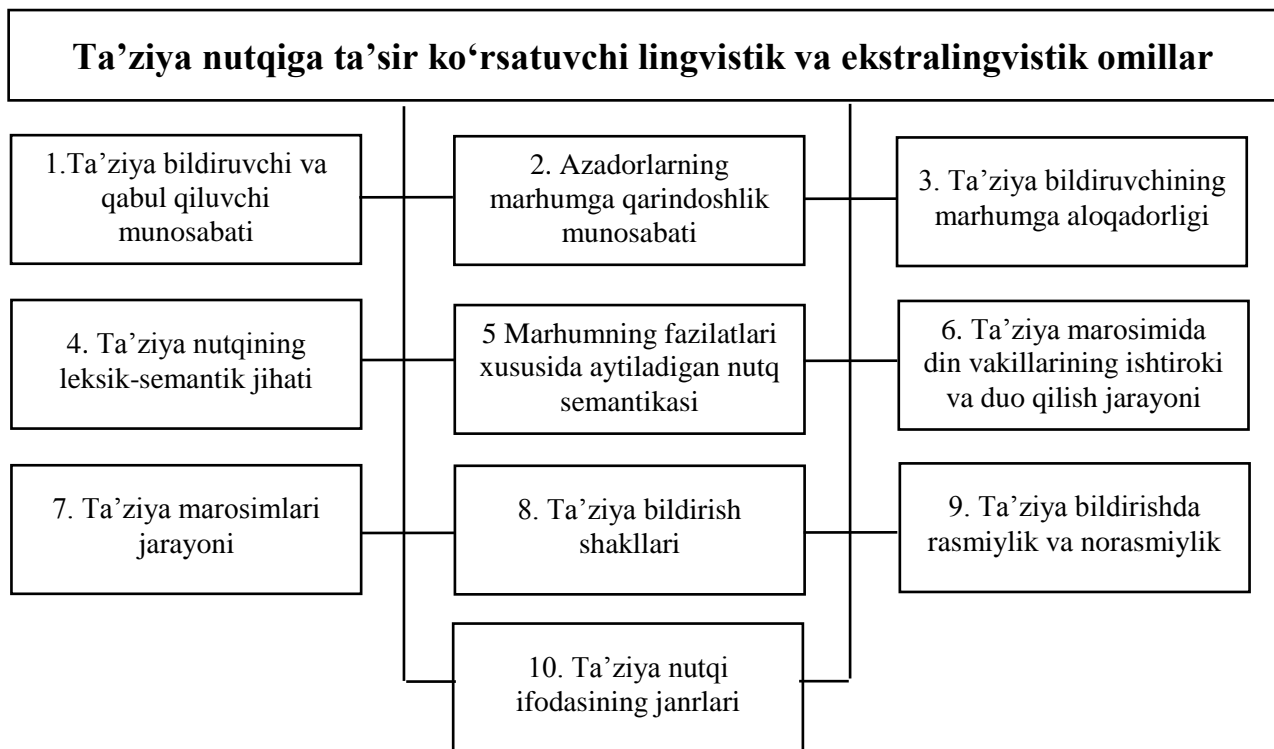 Ta’ziya nutqiga ta’sir ko‘rsatuvchi lingvistik va ekstralingvistik omillar
1.Ta’ziya bildiruvchi va
qabul qiluvchi
munosabati
2. Azadorlarning
marhumga qarindoshlik
munosabati
3. Ta’ziya bildiruvchining
marhumga aloqadorligi
4. Ta’ziya nutqining
leksik-semantik jihati
5 Marhumning fazilatlari
xususida aytiladigan nutq
semantikasi
6. Ta’ziya marosimida
din vakillarining ishtiroki
va duo qilish jarayoni
7. Ta’ziya marosimlari
jarayoni
8. Ta’ziya bildirish
shakllari
9. Ta’ziya bildirishda
rasmiylik va norasmiylik
10. Ta’ziya nutqi
ifodasining janrlari